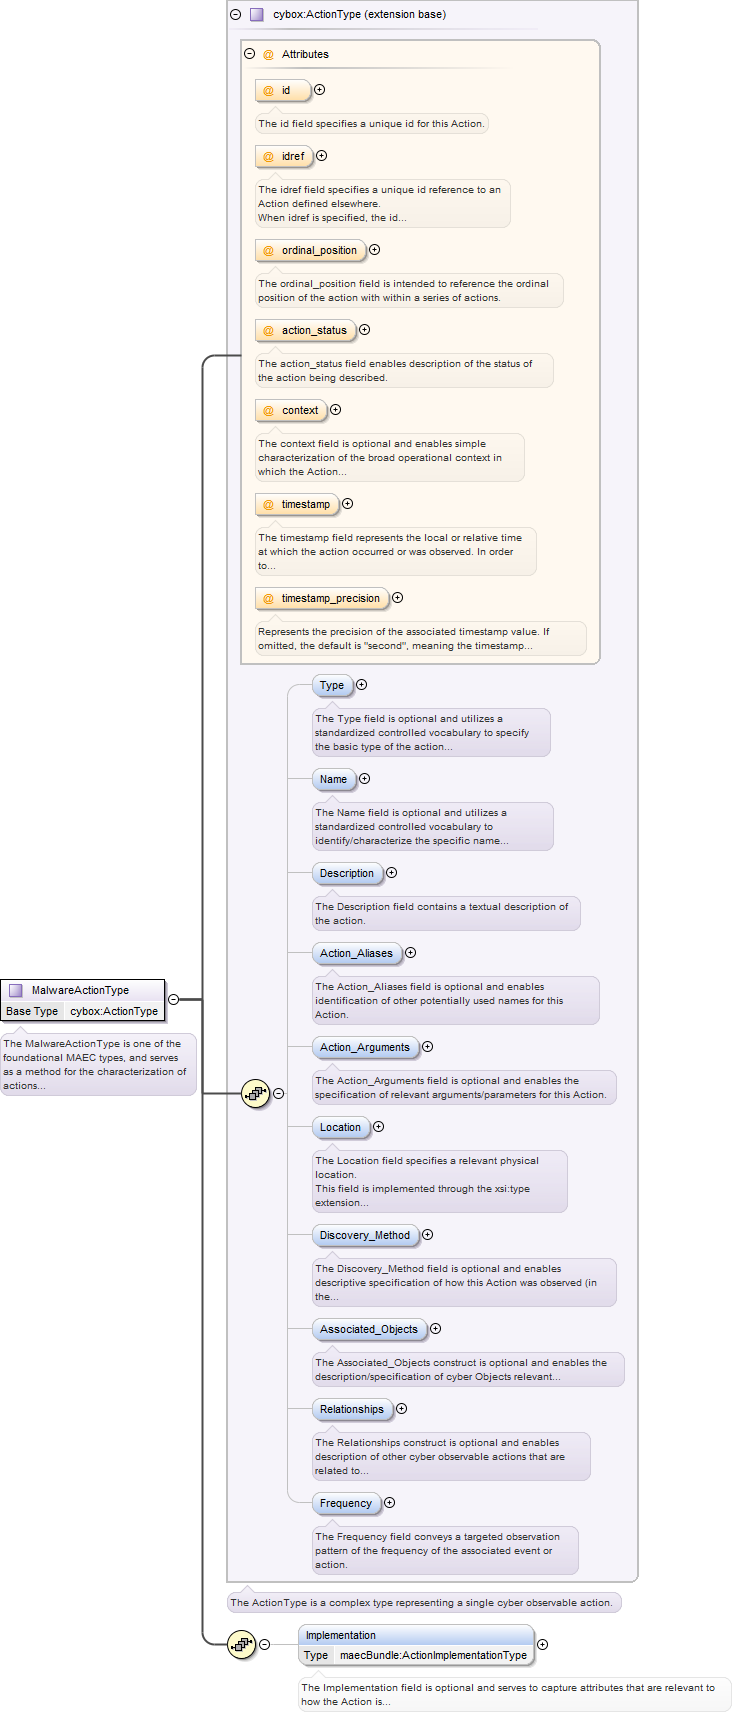 cybox:ActionType (extension base)
@ Attributes
@ id
The id field specifies a unique id for this Action.
@ idref
The idref field specifies a unique id reference to an
Action defined elsewhere.
When idref is specified, the id...
@ ordinal_position
The ordinal_position field is intended to reference the ordinal
position of the action with within a series of actions.
@ action_status
The action_status field enables description of the status of
the action being described.
@ context
The context field is optional and enables simple
characterization of the broad operational context in
which the Action...
@ timestamp
The timestamp field represents the local or relative time
at which the action occurred or was observed. In order
to...
@ timestamp_precision
Represents the precision of the associated timestamp value. If
omitted, the default is "second", meaning the timestamp...
Type
The Type field is optional and utilizes a
standardized controlled vocabulary to specify
the basic type of the action...
Name
The Name field is optional and utilizes a
standardized controlled vocabulary to
identify/characterize the specific name...
Description
The Description field contains a textual description of
the action.
Action_Aliases
The Action_Aliases field is optional and enables
identification of other potentially used names for this
Action.
MalwareActionType
Base Type cybox:ActionType
The MalwareActionType is one of the
foundational MAEC types, and serves
as a method for the characterization of
actions...
Action_Arguments
The Action_Arguments field is optional and enables the
specification of relevant arguments/parameters for this Action.
Location
The Location field specifies a relevant physical
location.
This field is implemented through the xsi:type
extension...
Discovery_Method
The Discovery_Method field is optional and enables
descriptive specification of how this Action was observed (in
the...
Associated_Objects
The Associated_Objects construct is optional and enables the
description/specification of cyber Objects relevant...
Relationships
The Relationships construct is optional and enables
description of other cyber observable actions that are
related to...
Frequency
The Frequency field conveys a targeted observation
pattern of the frequency of the associated event or
action.
The ActionType is a complex type representing a single cyber observable action.
Implementation
Type maecBundle:ActionImplementationType
The Implementation field is optional and serves to capture attributes that are relevant to
how the Action is...